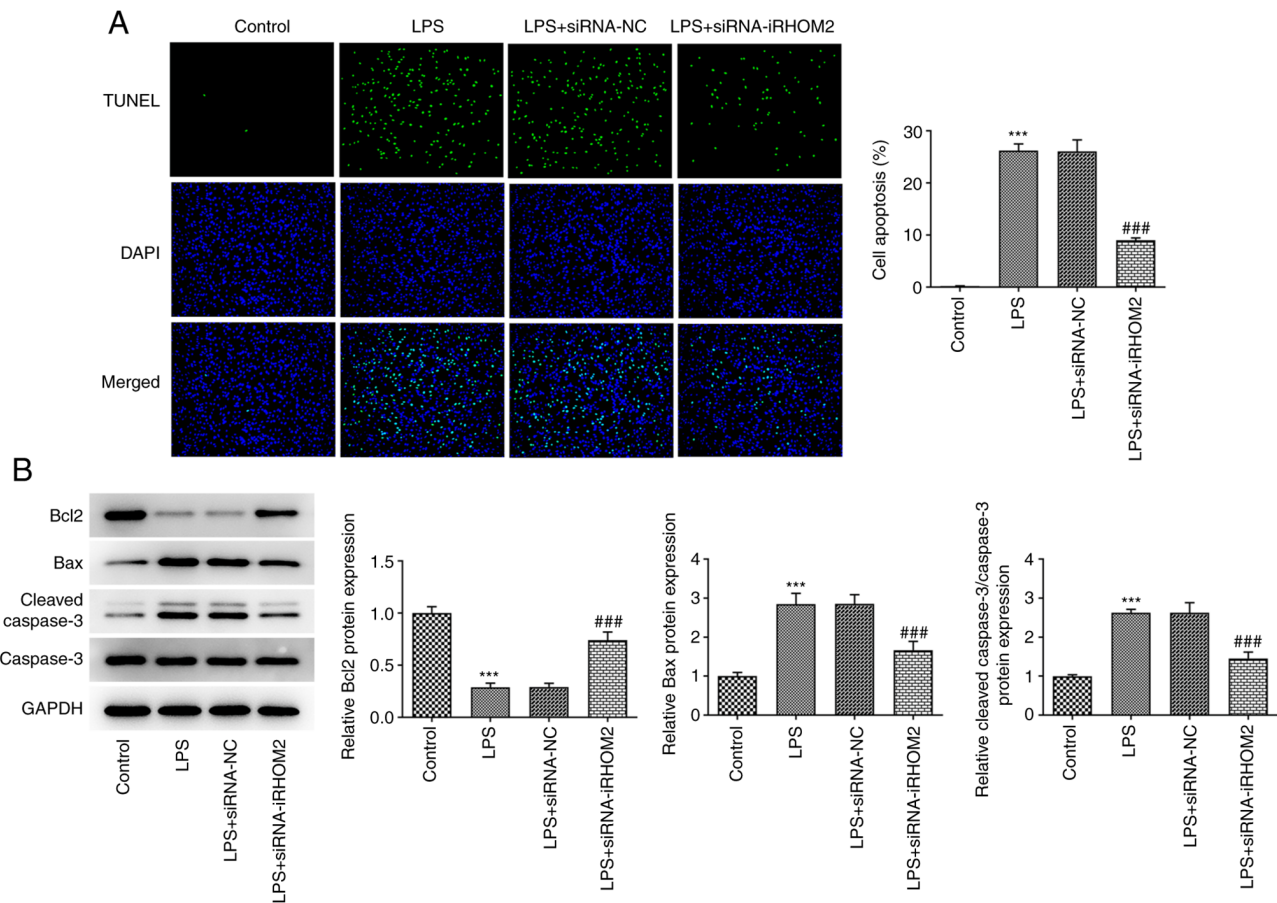 A
Control
LPS
LPS+siRNA-NC
LPS+siRNA-iRHOM2
TUNEL
DAPI
Merged
Cell apoptosis (%)
30
20
10
0
***
###
Control
LPS
LPS+siRNA-NC
LPS+siRNA-iRHOM2
B
Bcl2
Bax
Cleaved
caspase-3
Caspase-3
GAPDH
Control
LPS
LPS+siRNA-NC
LPS+siRNA-iRHOM2
Relative Bcl2 protein expression
1.5
1.0
0.5
0.0
***
###
Control
LPS
LPS+siRNA-NC
LPS+siRNA-iRHOM2
Relative Bax protein expression
4
3
2
1
0
***
###
Control
LPS
LPS+siRNA-NC
LPS+siRNA-iRHOM2
Relative cleaved caspase-3/caspase-3
protein expression
4
3
2
1
0
***
###
Control
LPS
LPS+siRNA-NC
LPS+siRNA-iRHOM2